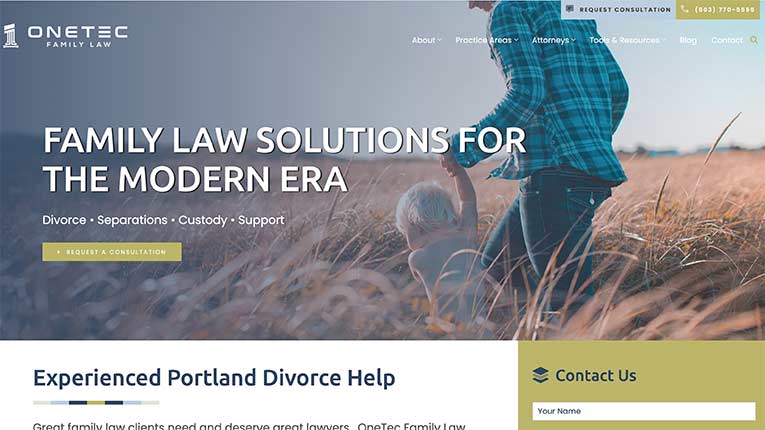 REQUEST CONSULTATION
(503) 770-5595
ONETEC
FAMILY LAW
About Practice Areas Attorneys Tools & Resources Blog Contact
FAMILY LAW SOLUTIONS FOR
THE MODERN ERA
Divorce • Separations • Custody • Support
REQUEST A CONSULTATION
Experienced Portland Divorce Help
Great family law clients need and deserve great lawyers. OneTec Family Law
Contact Us
Your Name